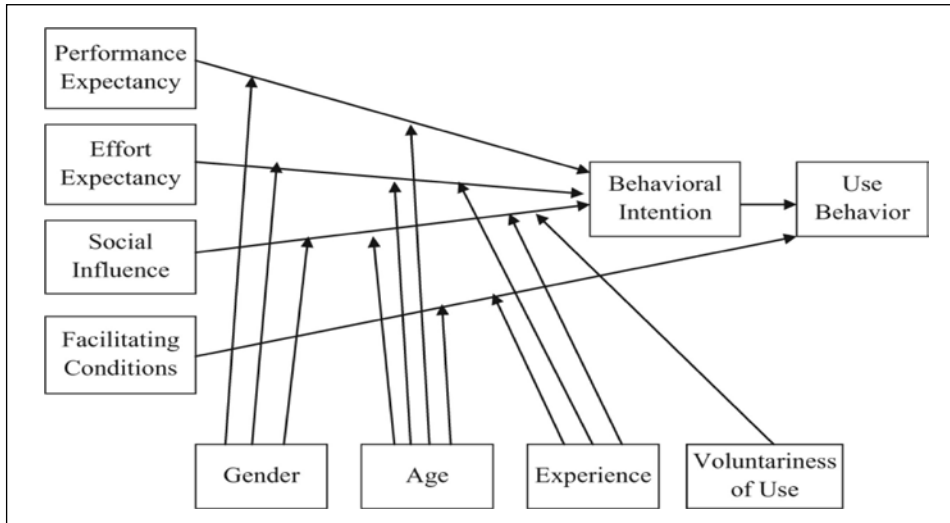 Performance
Expectancy
Effort
Expectancy
Social
Influence
Facilitating
Conditions
Behavioral
Intention
Use
Behavior
Gender
Age
Experience
Voluntariness
of Use